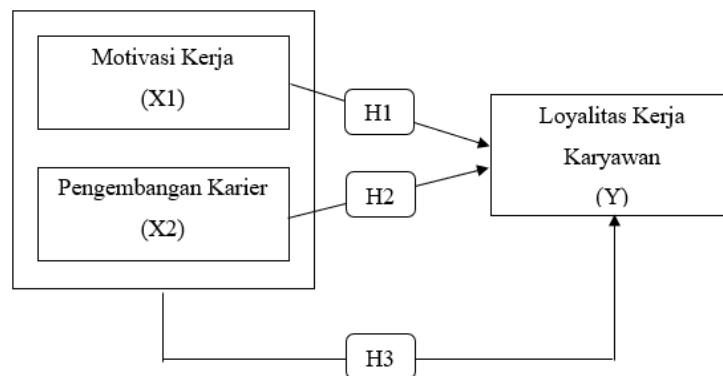 Motivasi Kerja
(X1)
H1
Loyalitas Kerja
Karyawan
(Y)
Pengembangan Karier
(X2)
H2
H3